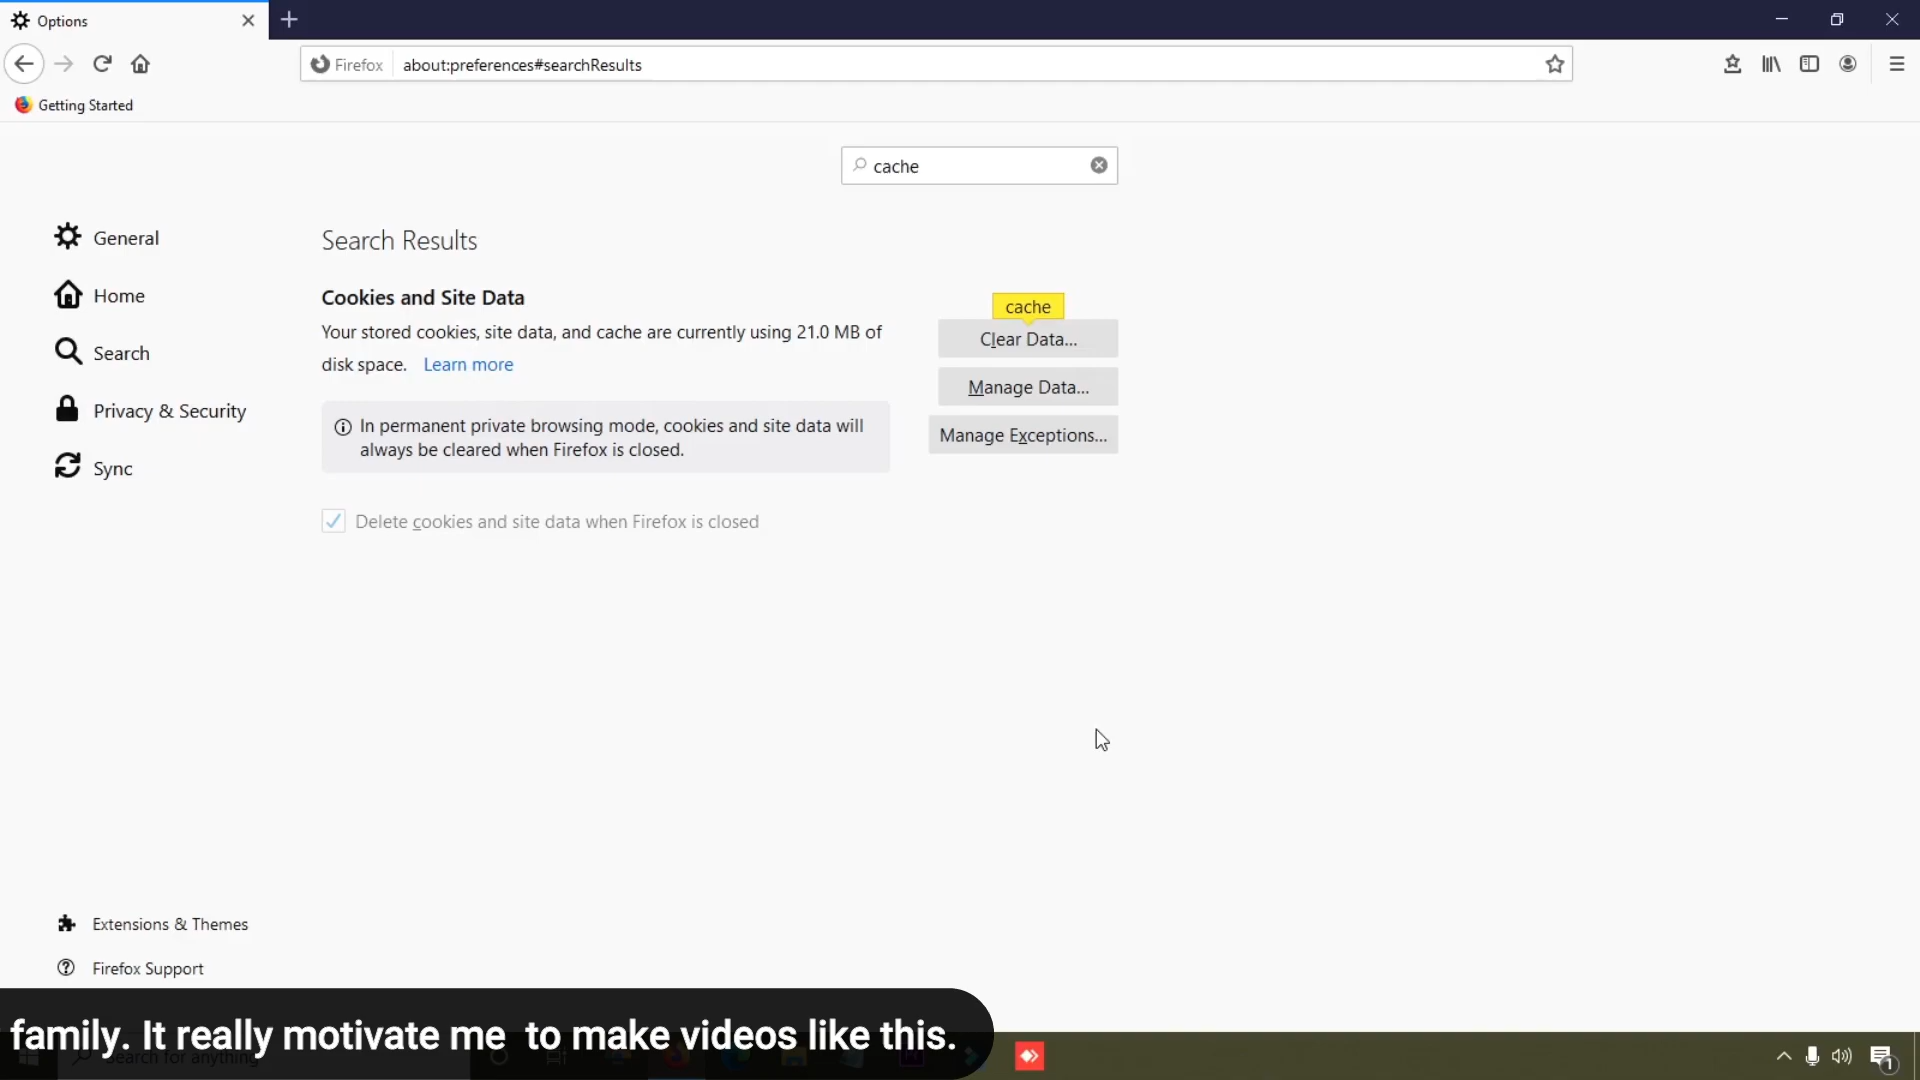 Options
Firefox
about:preferences#searchResults
Getting Started
cache
General
Home
Search
Privacy & Security
Sync
Search Results
Cookies and Site Data
Your stored cookies, site data, and cache are currently using 21.0 MB of
disk space. Learn more
In permanent private browsing mode, cookies and site data will
always be cleared when Firefox is closed.
Delete cookies and site data when Firefox is closed
cache
Clear Data...
Manage Data...
Manage Exceptions...
Extensions & Themes
Firefox Support
family. It really motivate me to make videos like this.
Search for anything
1